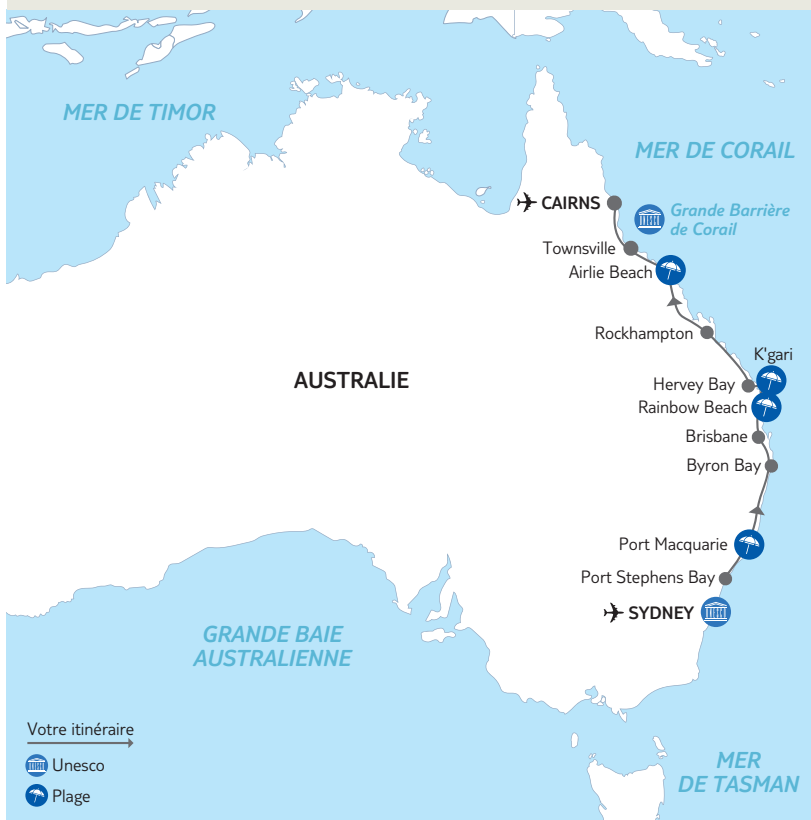 MER DE TIMOR
MER DE CORAIL
CAIRNS
Grande Barrière
de Corail
Townsville
Airlie Beach
Rockhampton
K'gari
AUSTRALIE
Hervey Bay
Rainbow Beach
Brisbane
Byron Bay
Port Macquarie
Port Stephens Bay
SYDNEY
GRANDE BAIE
AUSTRALIENNE
Votre itinéraire
Unesco
Plage
MER
DE TASMAN